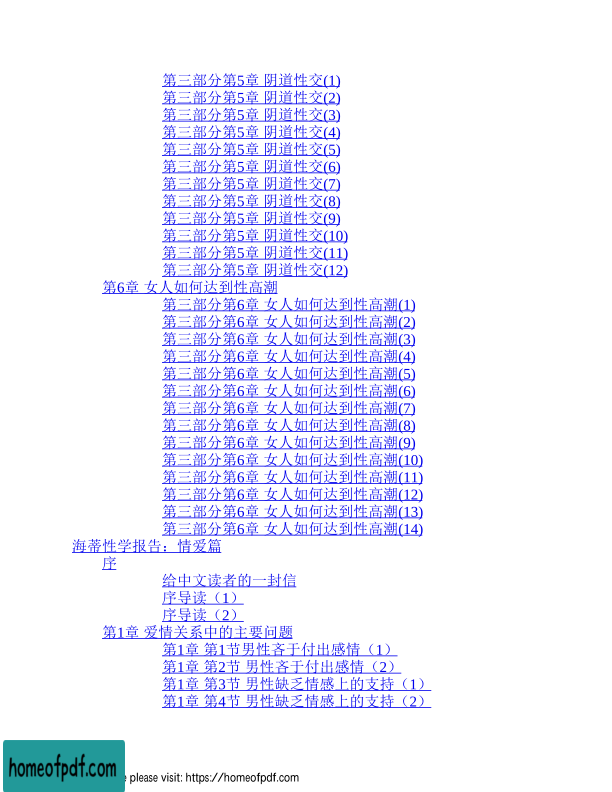 第三部分第5章 阴道性交(1)
第三部分第5章 阴道性交(2)
第三部分第5章 阴道性交(3)
第三部分第5章 阴道性交(4)
第三部分第5章 阴道性交(5)
第三部分第5章 阴道性交(6)
第三部分第5章 阴道性交(7)
第三部分第5章 阴道性交(8)
第三部分第5章 阴道性交(9)
第三部分第5章 阴道性交(10)
第三部分第5章 阴道性交(11)
第三部分第5章 阴道性交(12)
第6章 女人如何达到性高潮
第三部分第6章 女人如何达到性高潮(1)
第三部分第6章 女人如何达到性高潮(2)
第三部分第6章 女人如何达到性高潮(3)
第三部分第6章 女人如何达到性高潮(4)
第三部分第6章 女人如何达到性高潮(5)
第三部分第6章 女人如何达到性高潮(6)
第三部分第6章 女人如何达到性高潮(7)
第三部分第6章 女人如何达到性高潮(8)
第三部分第6章 女人如何达到性高潮(9)
第三部分第6章 女人如何达到性高潮(10)
第三部分第6章 女人如何达到性高潮(11)
第三部分第6章 女人如何达到性高潮(12)
第三部分第6章 女人如何达到性高潮(13)
第三部分第6章 女人如何达到性高潮(14)
海蒂性学报告：情爱篇
序
给中文读者的一封信
序导读（1）
序导读（2）
第1章 爱情关系中的主要问题
第1章 第1节男性吝于付出感情（1）
第1章 第2节 男性吝于付出感情（2）
第1章 第3节 男性缺乏情感上的支持（1）
第1章 第4节 男性缺乏情感上的支持（2）
homeofpdf.com
e please visit: https://homeofpdf.com